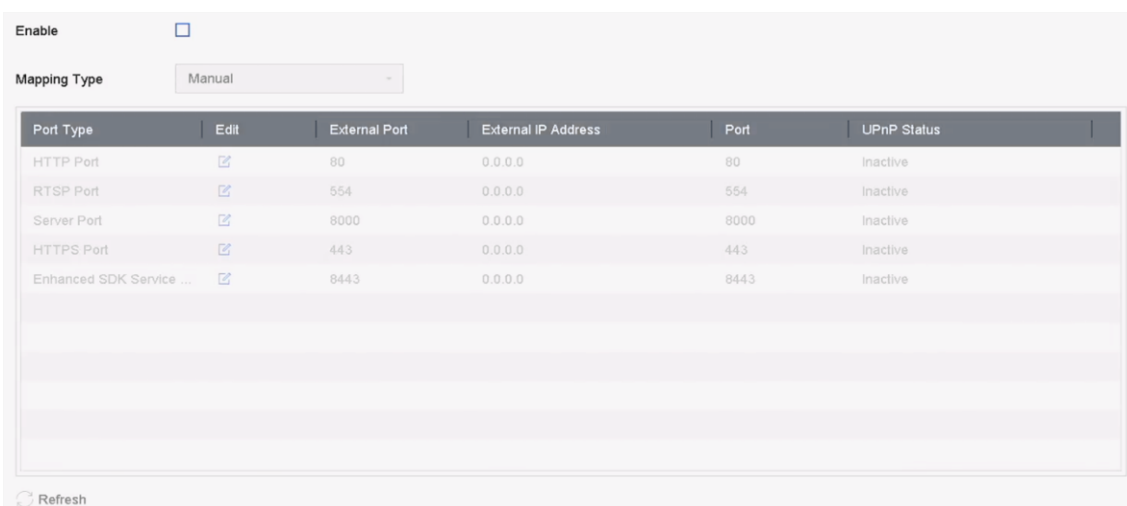 Enable
Mapping Type Manual
Port Type Edit External Port External IP Address Port UPnP Status
HTTP Port 80 0.0.0.0 80 Inactive
RTSP Port 554 0.0.0.0 554 Inactive
Server Port 8000 0.0.0.0 8000 Inactive
HTTPS Port 443 0.0.0.0 443 Inactive
Enhanced SDK Service ... 8443 0.0.0.0 8443 Inactive
Refresh